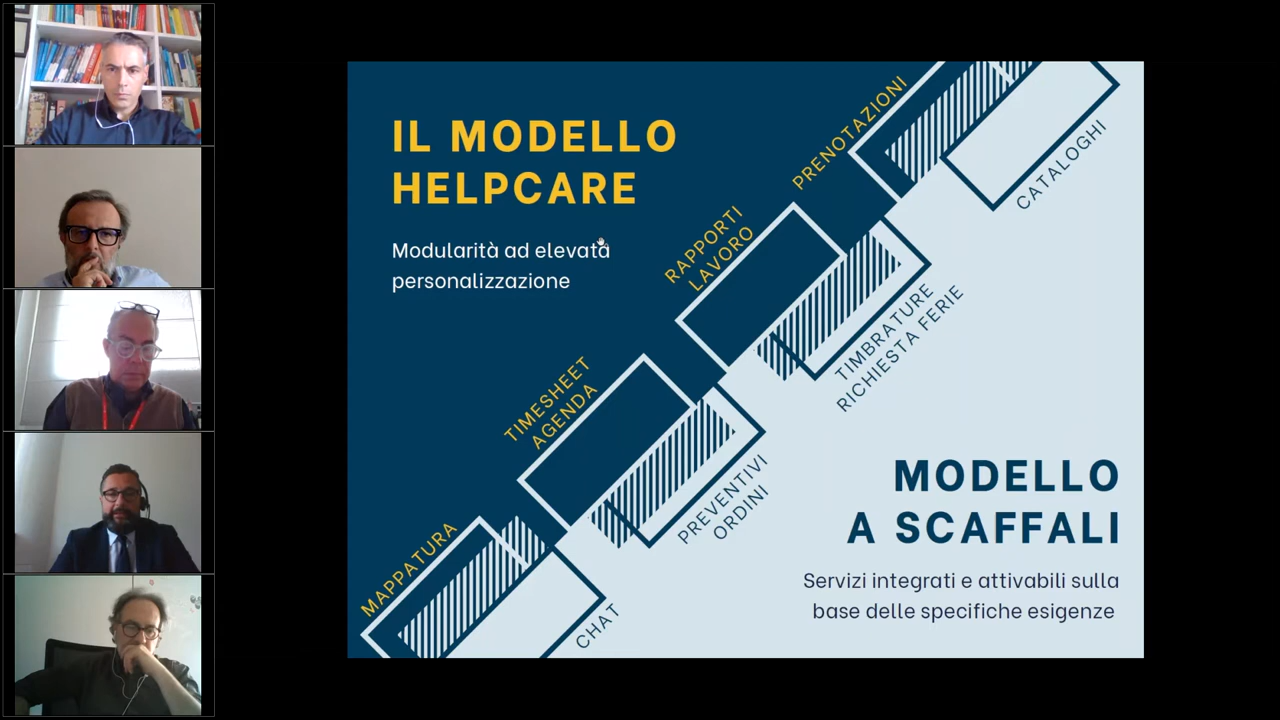 IL MODELLO
HELPCARE
Modularità ad elevata
personalizzazione
PRENOTAZIONI
CATALOGHI
RAPPORTI
LAVORO
TIMBRATURE
RICHIESTA FERIE
TIMESHEET
AGENDA
PREVENTIVI
ORDINI
MAPPATURA
CHAT
MODELLO
A SCAFFALI
Servizi integrati e attivabili sulla
base delle specifiche esigenze